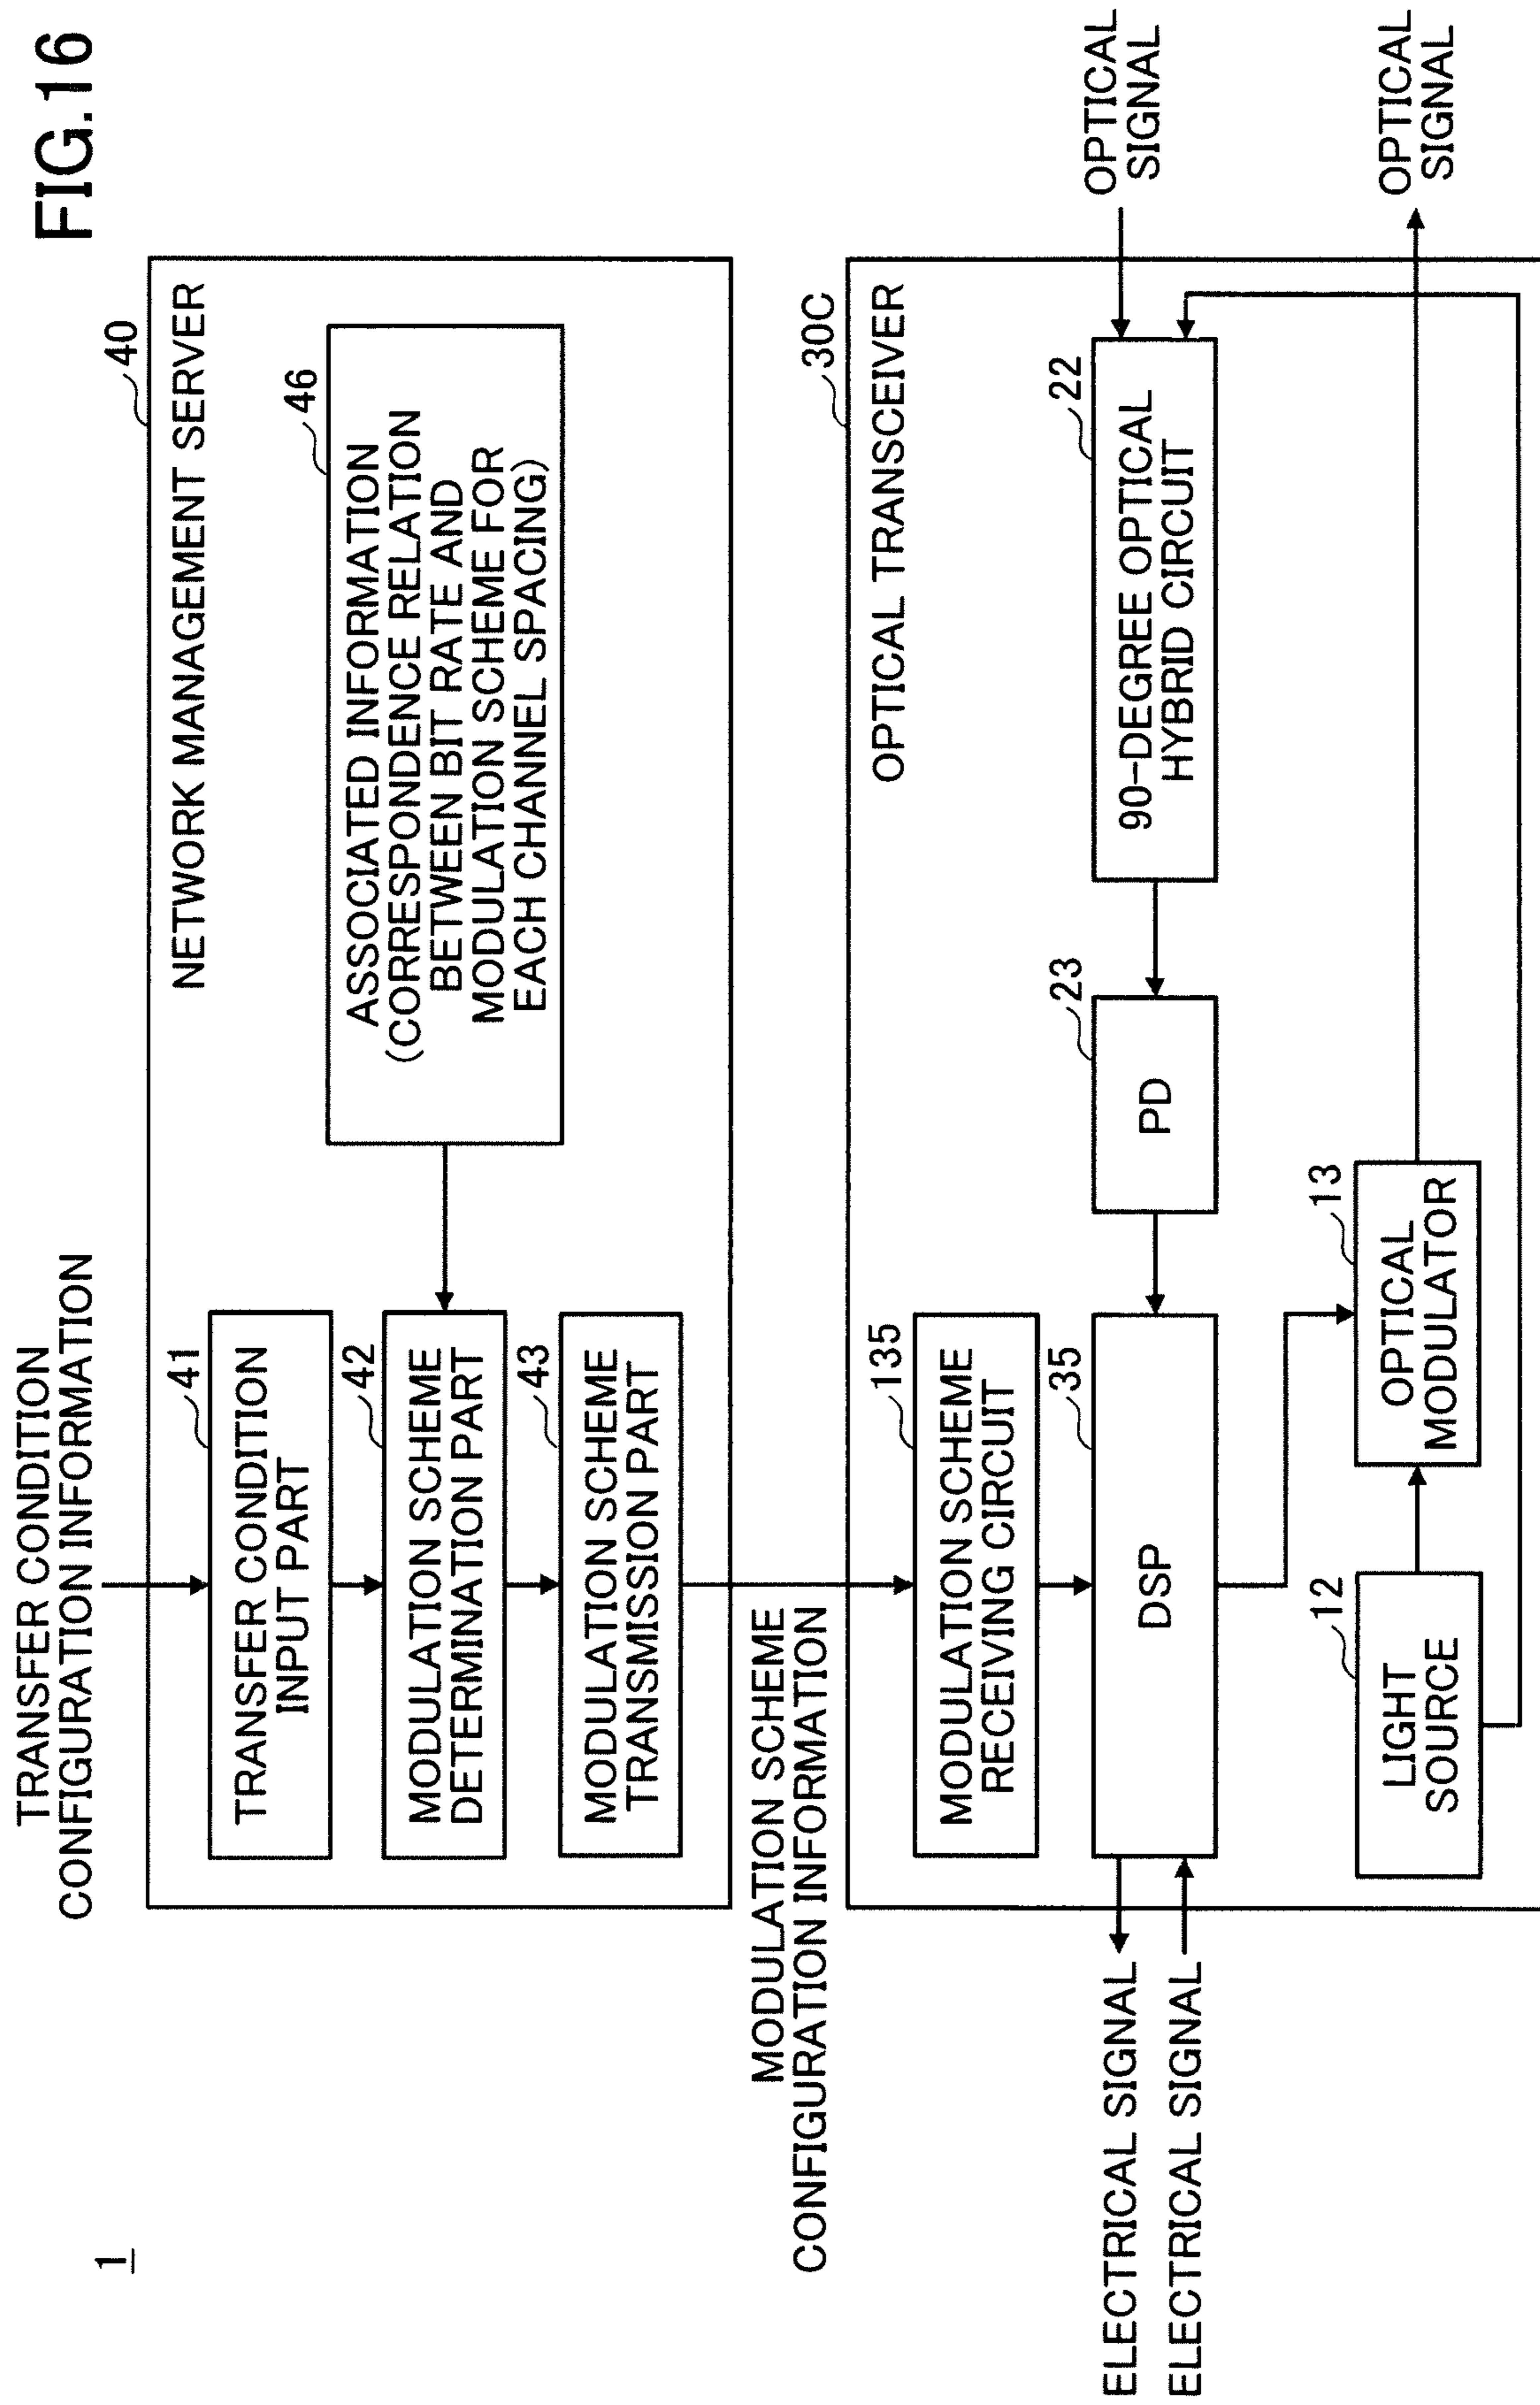 FIG.16
1
TRANSFER CONDITION
CONFIGURATION INFORMATION
40
NETWORK MANAGEMENT SERVER
41
TRANSFER CONDITION
INPUT PART
42
MODULATION SCHEME
DETERMINATION PART
43
MODULATION SCHEME
TRANSMISSION PART
46
ASSOCIATED INFORMATION
(CORRESPONDENCE RELATION
BETWEEN BIT RATE AND
MODULATION SCHEME FOR
EACH CHANNEL SPACING)
MODULATION SCHEME
CONFIGURATION INFORMATION
30C
OPTICAL TRANSCEIVER
135
MODULATION SCHEME
RECEIVING CIRCUIT
35
DSP
23
PD
22
90-DEGREE OPTICAL
HYBRID CIRCUIT
OPTICAL
SIGNAL
ELECTRICAL SIGNAL
ELECTRICAL SIGNAL
12
LIGHT
SOURCE
13
OPTICAL
MODULATOR
OPTICAL
SIGNAL